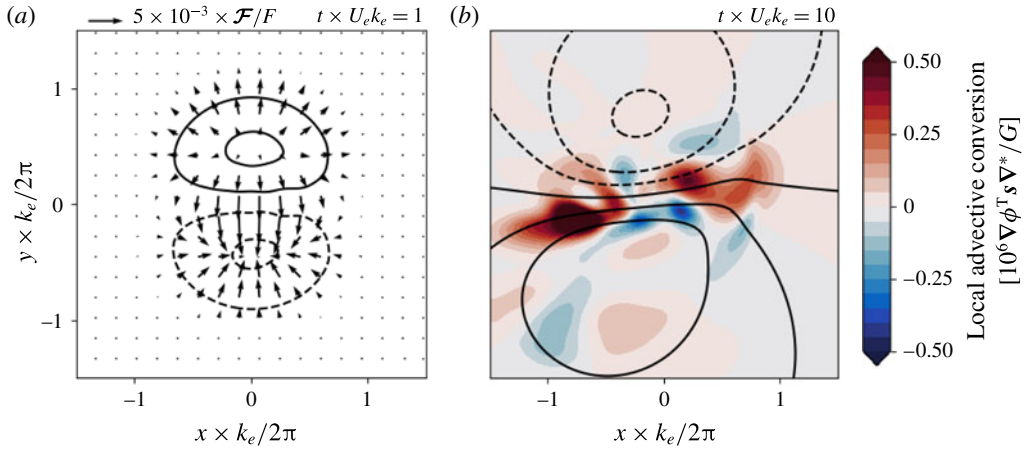 (a) 5 × 10⁻³ × 𝓕/F t × Uₑkₑ = 1
(b) t × Uₑkₑ = 10
y × kₑ/2π
1
0
−1
−1 0 1
x × kₑ/2π
−1 0 1
x × kₑ/2π
0.50
0.25
0
−0.25
−0.50
Local advective conversion
[10⁶∇ϕᵀs∇*/G]